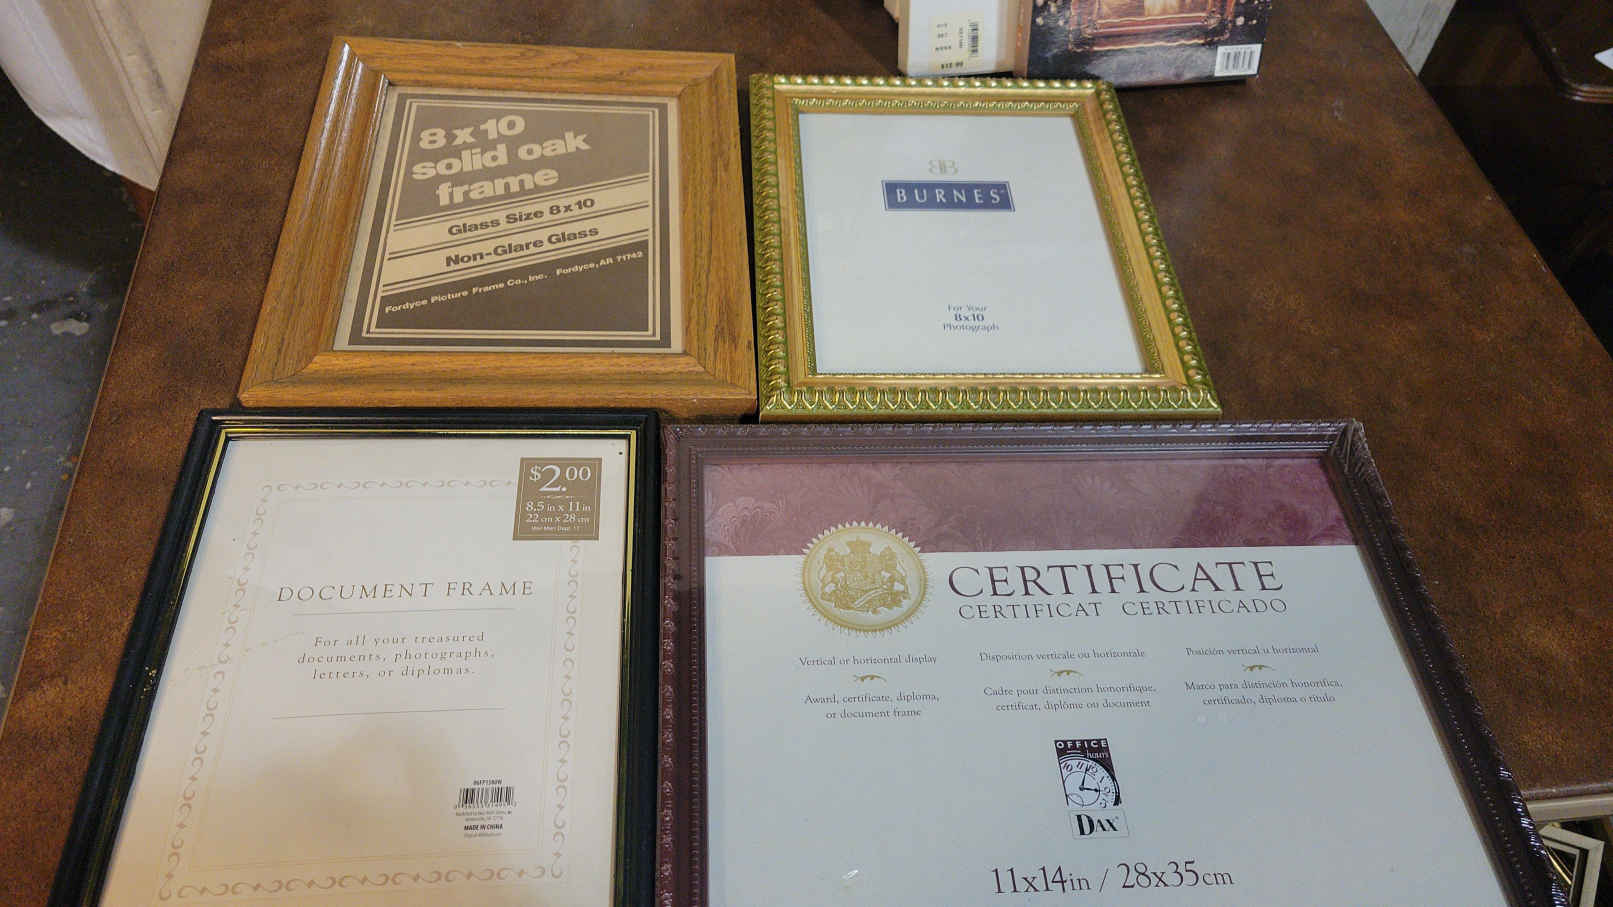 8 x 10
solid oak
frame
Glass Size 8 x 10
Non-Glare Glass
Fordyce Picture Frame Co., Inc. Fordyce, AR 71742
BURNES
For Your
8x10
Photograph
$2.00
8.5 in x 11 in
22 cm x 28 cm
DOCUMENT FRAME
For all your treasured
documents, photographs,
letters, or diplomas.
MADE IN CHINA
CERTIFICATE
CERTIFICAT CERTIFICADO
Vertical or horizontal display
Award, certificate, diploma,
or document frame
Disposition verticale ou horizontale
Cadre pour distinction honorifique,
certificat, diplôme ou document
Posición vertical u horizontal
Marco para distinción honorífica,
certificado, diploma o título
OFFICE
hours
DAX
11x14in / 28x35cm